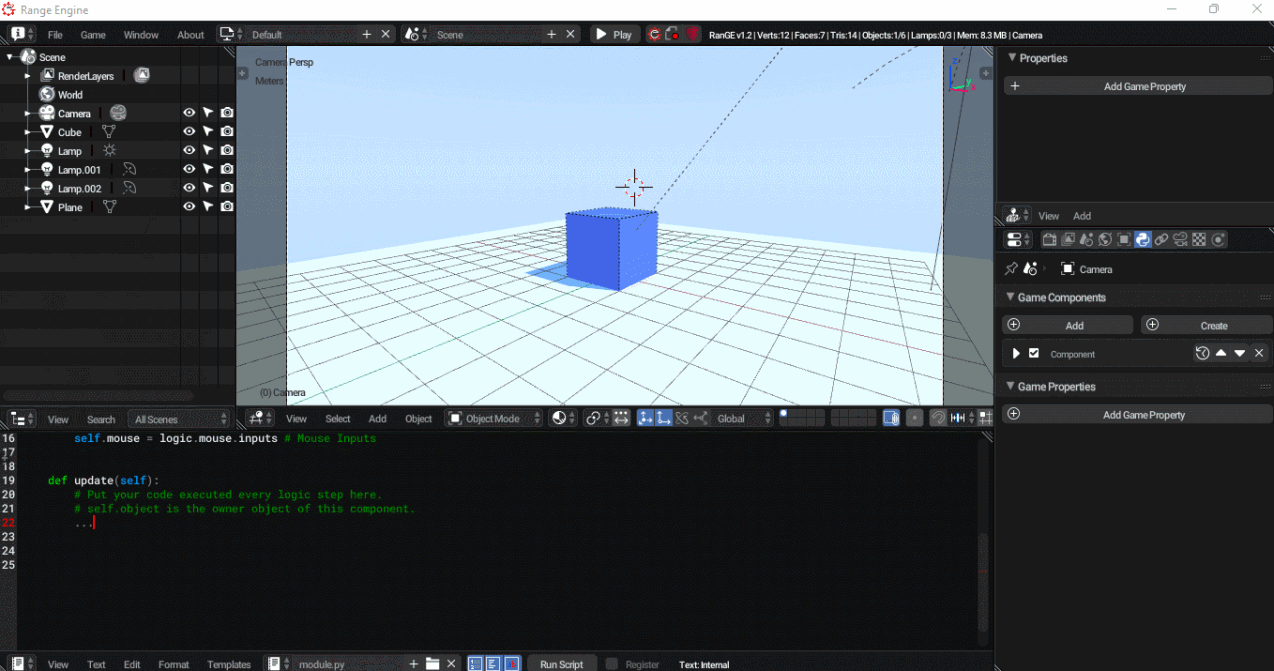 Range Engine
File Game Window About Default Scene Play RanGE v1.2 | Verts:12 | Faces:7 | Tris:14 | Objects:1/6 | Lamps:0/3 | Mem: 8.3 MB | Camera
Scene
RenderLayers
World
Camera
Cube
Lamp
Lamp.001
Lamp.002
Plane
View Search All Scenes
Camera Persp
Meters
z
y
x
(0) Camera
View Select Add Object Object Mode Global
Properties
Add Game Property
View Add
Camera
Game Components
Add Create
Component
Game Properties
Add Game Property
16 self.mouse = logic.mouse.inputs # Mouse Inputs
17
18
19 def update(self):
20 # Put your code executed every logic step here.
21 # self.object is the owner object of this component.
22 ...
23
24
25
View Text Edit Format Templates module.py Run Script Register Text: Internal